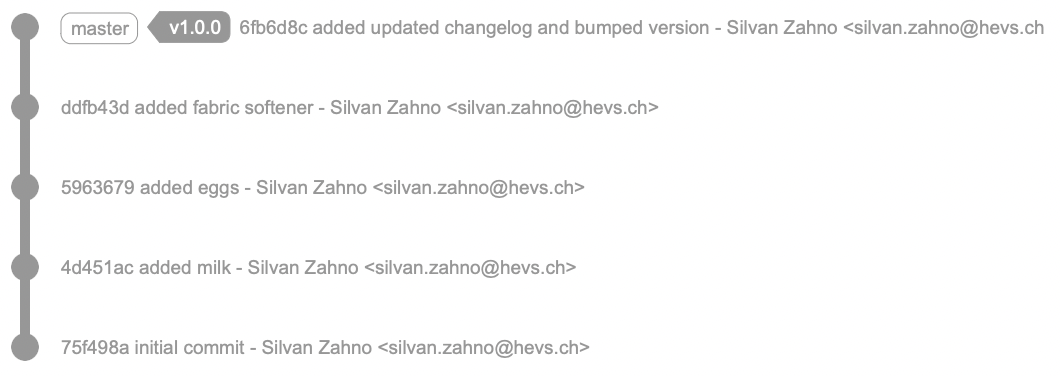 master v1.0.0 6fb6d8c added updated changelog and bumped version - Silvan Zahno <silvan.zahno@hevs.ch
ddfb43d added fabric softener - Silvan Zahno <silvan.zahno@hevs.ch>
5963679 added eggs - Silvan Zahno <silvan.zahno@hevs.ch>
4d451ac added milk - Silvan Zahno <silvan.zahno@hevs.ch>
75f498a initial commit - Silvan Zahno <silvan.zahno@hevs.ch>